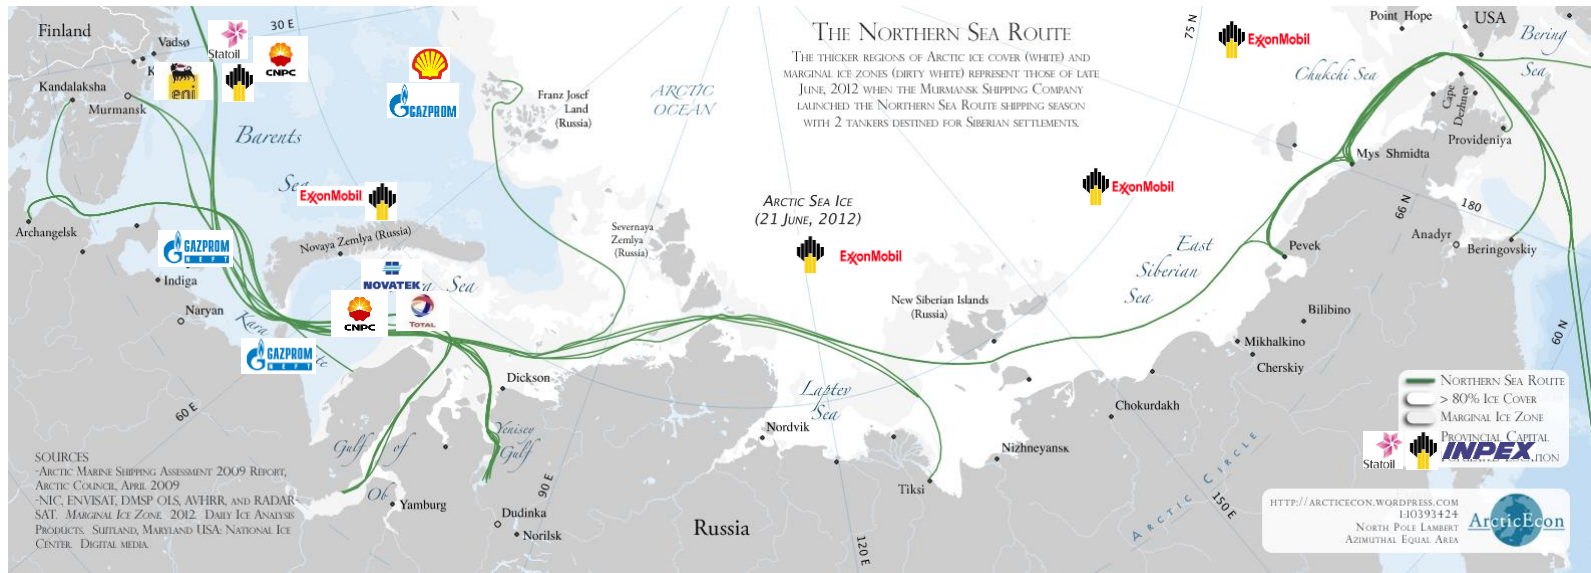 The Northern Sea Route
The thicker regions of Arctic ice cover (white) and
marginal ice zones (dirty white) represent those of late
June, 2012 when the Murmansk Shipping Company
launched the Northern Sea Route shipping season
with 2 tankers destined for Siberian settlements.
Finland
30 E
Vadsø
Statoil
CNPC
eni
Kandalaksha
Murmansk
Barents
Sea
GAZPROM
Franz Josef
Land
(Russia)
ARCTIC
OCEAN
75 N
ExxonMobil
Point Hope
USA
Bering
Sea
Chukchi Sea
Cape
Dezhnev
Provideniya
Mys Shmidta
ExxonMobil
ExxonMobil
Arctic Sea Ice
(21 June, 2012)
ExxonMobil
66 N
180
Anadyr
Beringovskiy
Archangelsk
GAZPROM
NEFT
Novaya Zemlya (Russia)
Severnaya
Zemlya
(Russia)
Pevek
East
Siberian
Sea
Indiga
NOVATEK
a Sea
CNPC
TOTAL
Naryan
Kara
GAZPROM
NEFT
te
New Siberian Islands
(Russia)
Bilibino
Mikhalkino
Cherskiy
60 N
Dickson
Laptev
Sea
Chokurdakh
60 E
Nordvik
Nizhneyansk
Gulf of
Ob
Yenisey
Gulf
Tiksi
Yamburg
90 E
Dudinka
Norilsk
Russia
120 E
150 E
Arctic Circle
Northern Sea Route
> 80% Ice Cover
Marginal Ice Zone
Provincial Capital
Statoil
INPEX
SOURCES
-Arctic Marine Shipping Assessment 2009 Report,
Arctic Council, April 2009
-NIC, ENVISAT, DMSP OLS, AVHRR, and RADAR-
SAT. Marginal Ice Zone. 2012. Daily Ice Analysis
Products. Suitland, Maryland USA: National Ice
Center. Digital media.
http://arcticecon.wordpress.com
1:10393424
North Pole Lambert
Azimuthal Equal Area
ArcticEcon